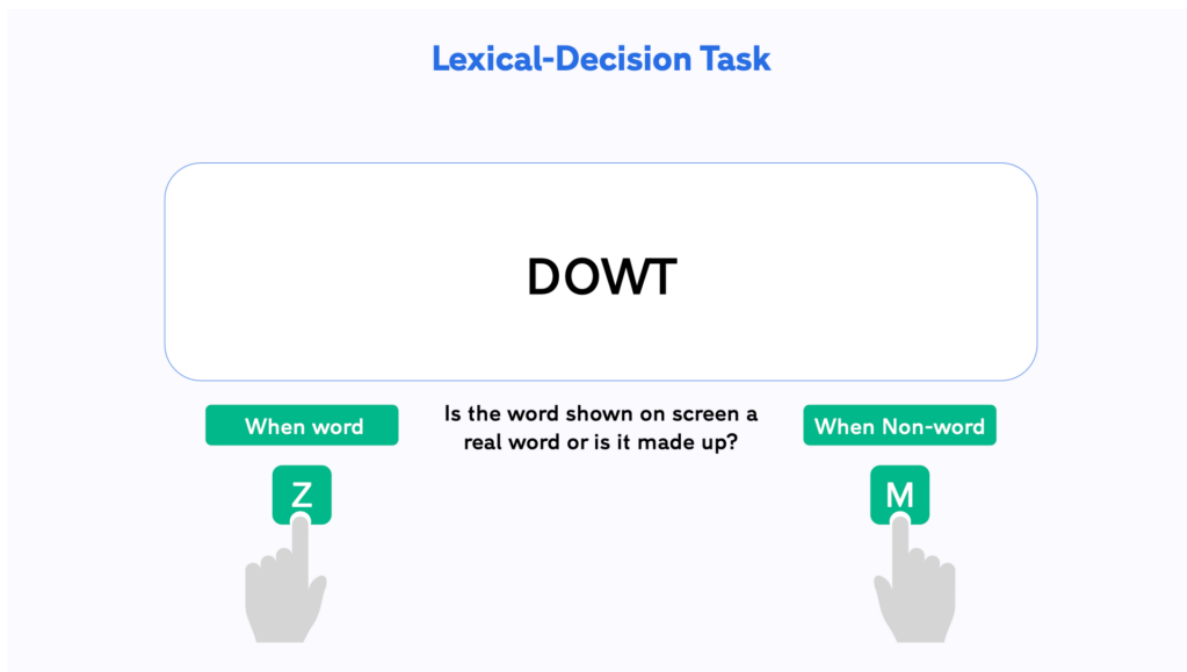 Lexical-Decision Task
DOWT
When word
Is the word shown on screen a
real word or is it made up?
When Non-word
Z
M